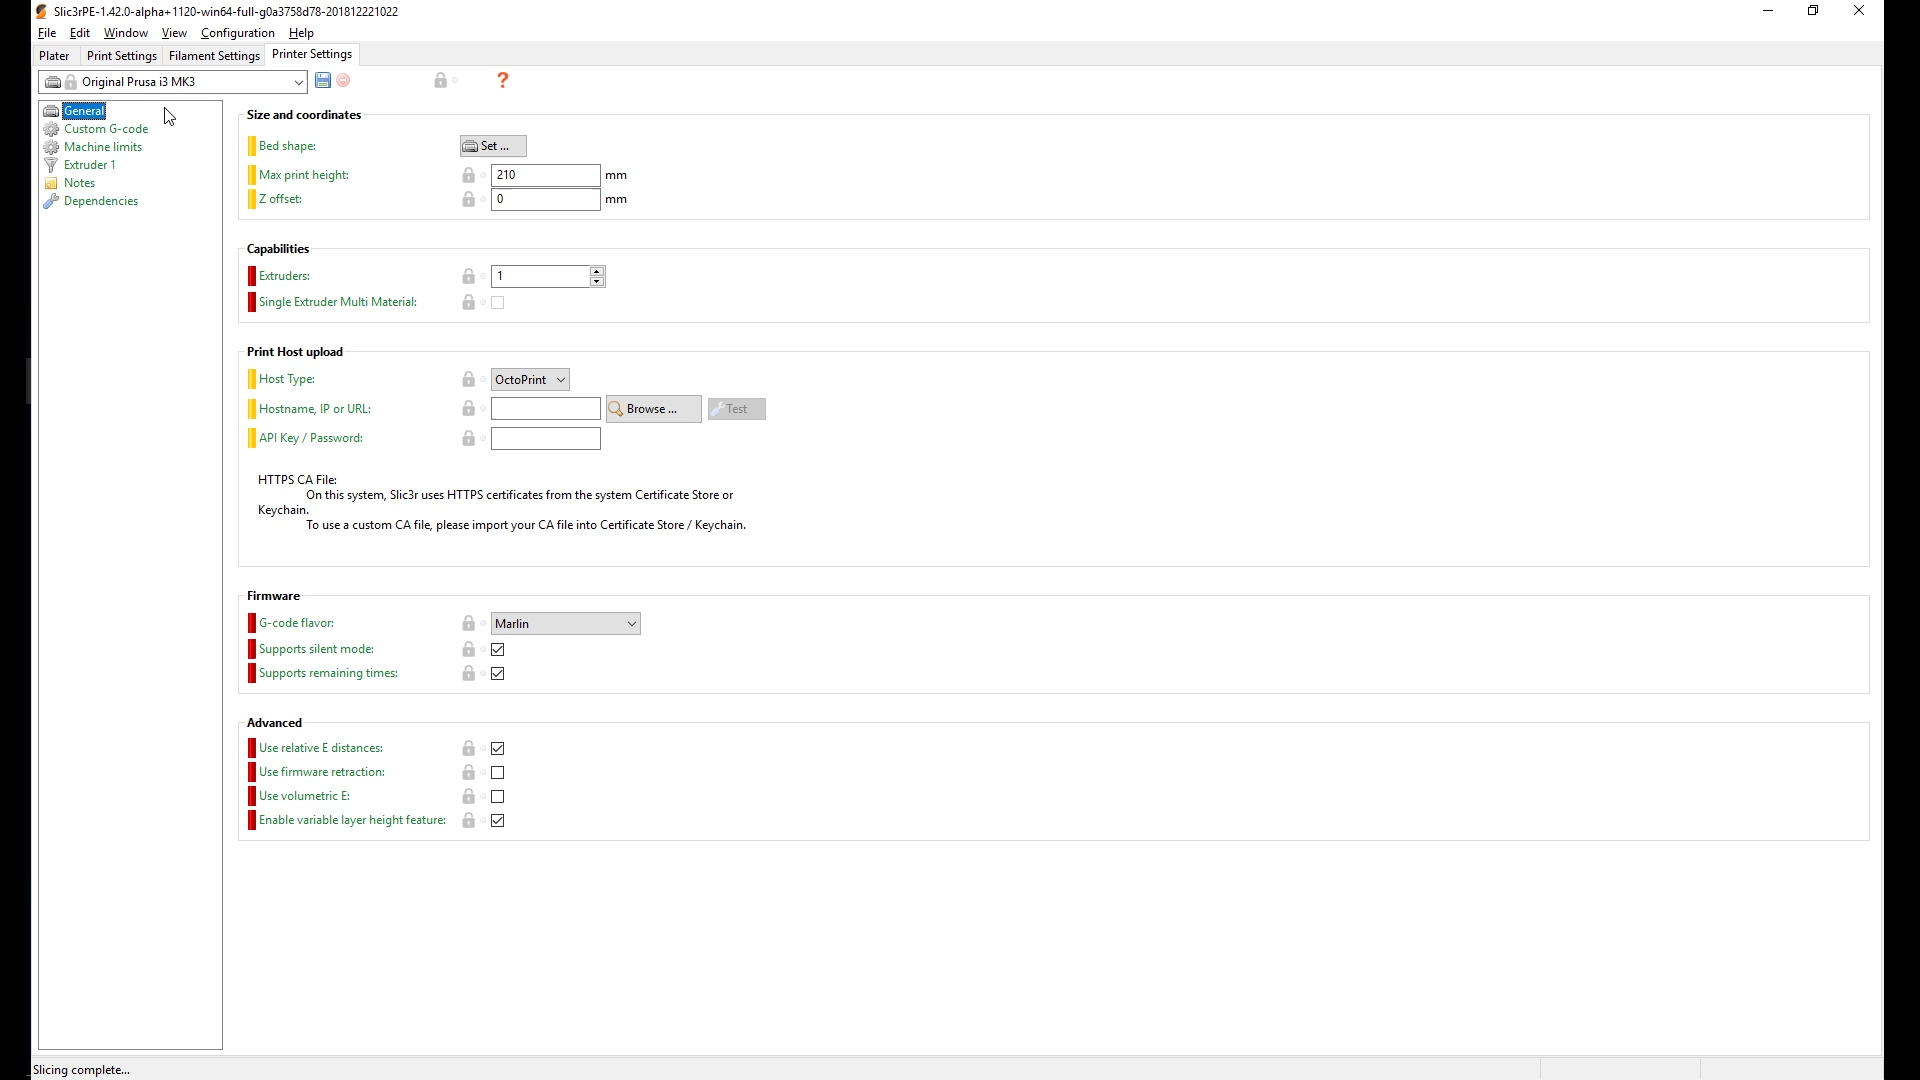 Slic3rPE-1.42.0-alpha+1120-win64-full-g0a3758d78-201812221022
File Edit Window View Configuration Help
Plater Print Settings Filament Settings Printer Settings
Original Prusa i3 MK3 ?
General
Custom G-code
Machine limits
Extruder 1
Notes
Dependencies
Size and coordinates
Bed shape: Set ...
Max print height: 210 mm
Z offset: 0 mm
Capabilities
Extruders: 1
Single Extruder Multi Material:
Print Host upload
Host Type: OctoPrint
Hostname, IP or URL: Browse ... Test
API Key / Password:
HTTPS CA File:
On this system, Slic3r uses HTTPS certificates from the system Certificate Store or
Keychain.
To use a custom CA file, please import your CA file into Certificate Store / Keychain.
Firmware
G-code flavor: Marlin
Supports silent mode:
Supports remaining times:
Advanced
Use relative E distances:
Use firmware retraction:
Use volumetric E:
Enable variable layer height feature:
Slicing complete...